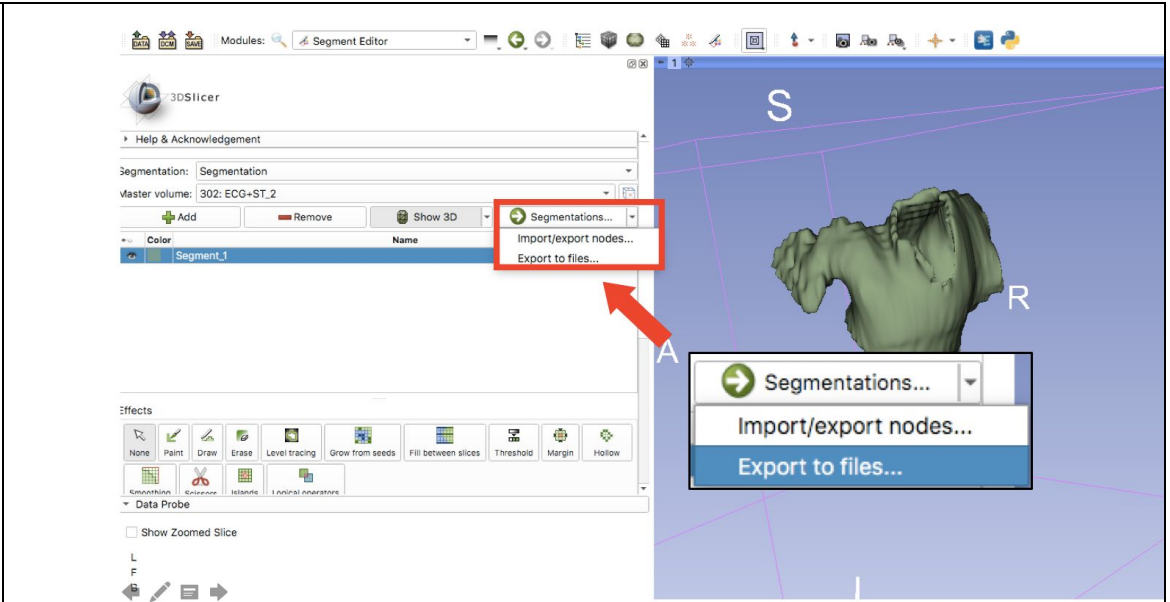 DATA DCM SAVE Modules: Segment Editor
1
3DSlicer
S
Help & Acknowledgement
Segmentation: Segmentation
Master volume: 302: ECG+ST_2
Add Remove Show 3D Segmentations...
Color Name
Import/export nodes...
Segment_1
Export to files...
R
A
Segmentations...
Import/export nodes...
Export to files...
Effects
None Paint Draw Erase Level tracing Grow from seeds Fill between slices Threshold Margin Hollow
Smoothing Scissors Islands Logical operators
Data Probe
Show Zoomed Slice
L
F
B
I